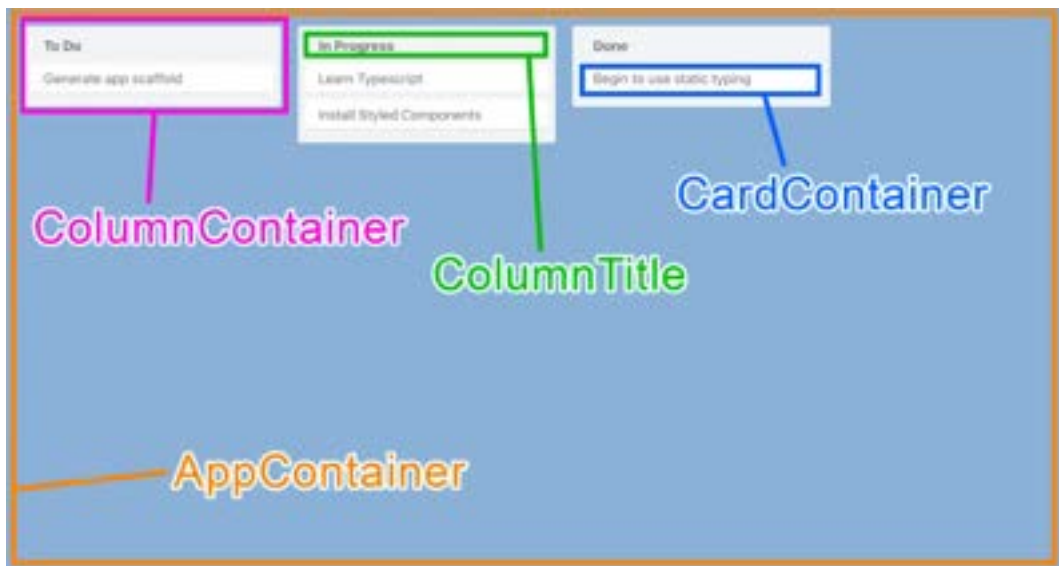 To Do
Generate app scaffold
In Progress
Learn Typescript
Install Styled Components
Done
Begin to use static typing
ColumnContainer
ColumnTitle
CardContainer
AppContainer